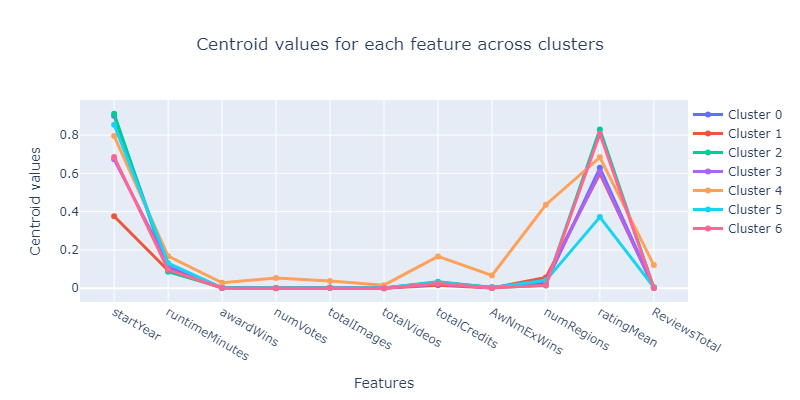 Centroid values for each feature across clusters
Centroid values
0.8
0.6
0.4
0.2
0
startYear
runtimeMinutes
awardWins
numVotes
totalImages
totalVideos
totalCredits
AwNmExWins
numRegions
ratingMean
ReviewsTotal
Features
Cluster 0
Cluster 1
Cluster 2
Cluster 3
Cluster 4
Cluster 5
Cluster 6